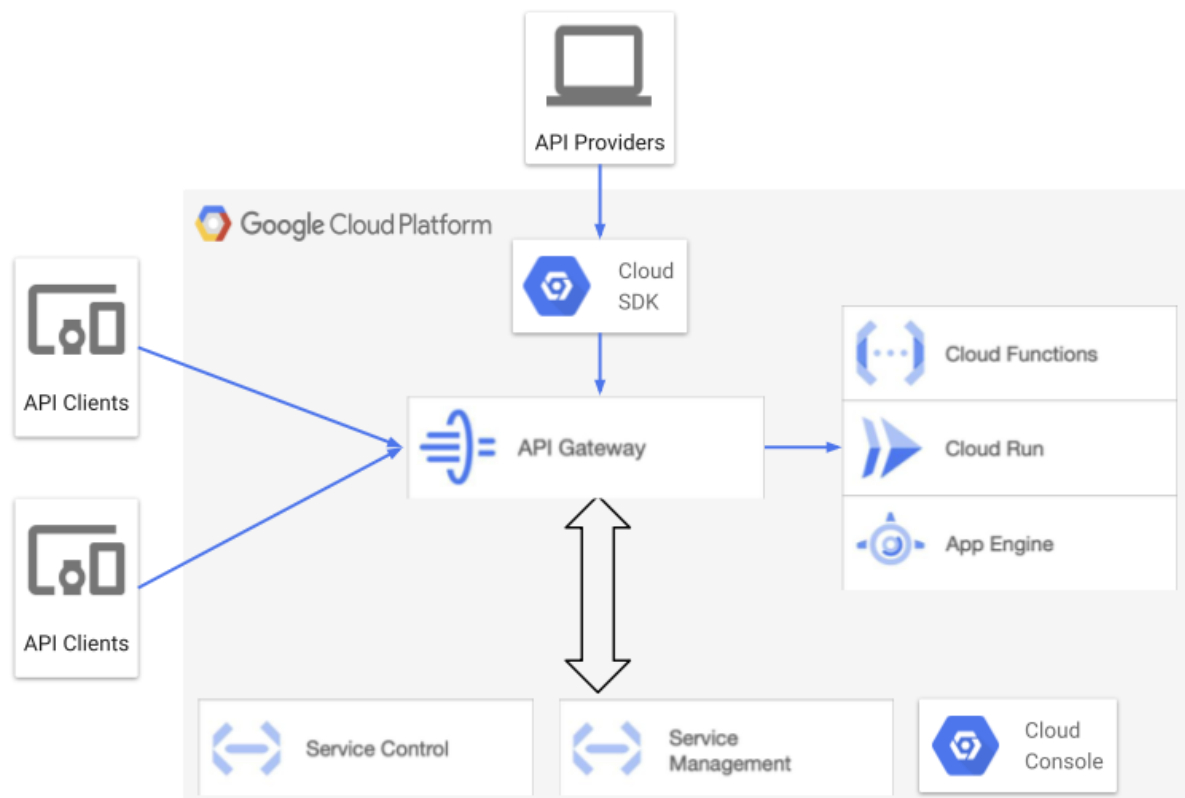 API Providers
Google Cloud Platform
Cloud
SDK
API Clients
Cloud Functions
API Gateway
Cloud Run
App Engine
API Clients
Service Control
Service
Management
Cloud
Console